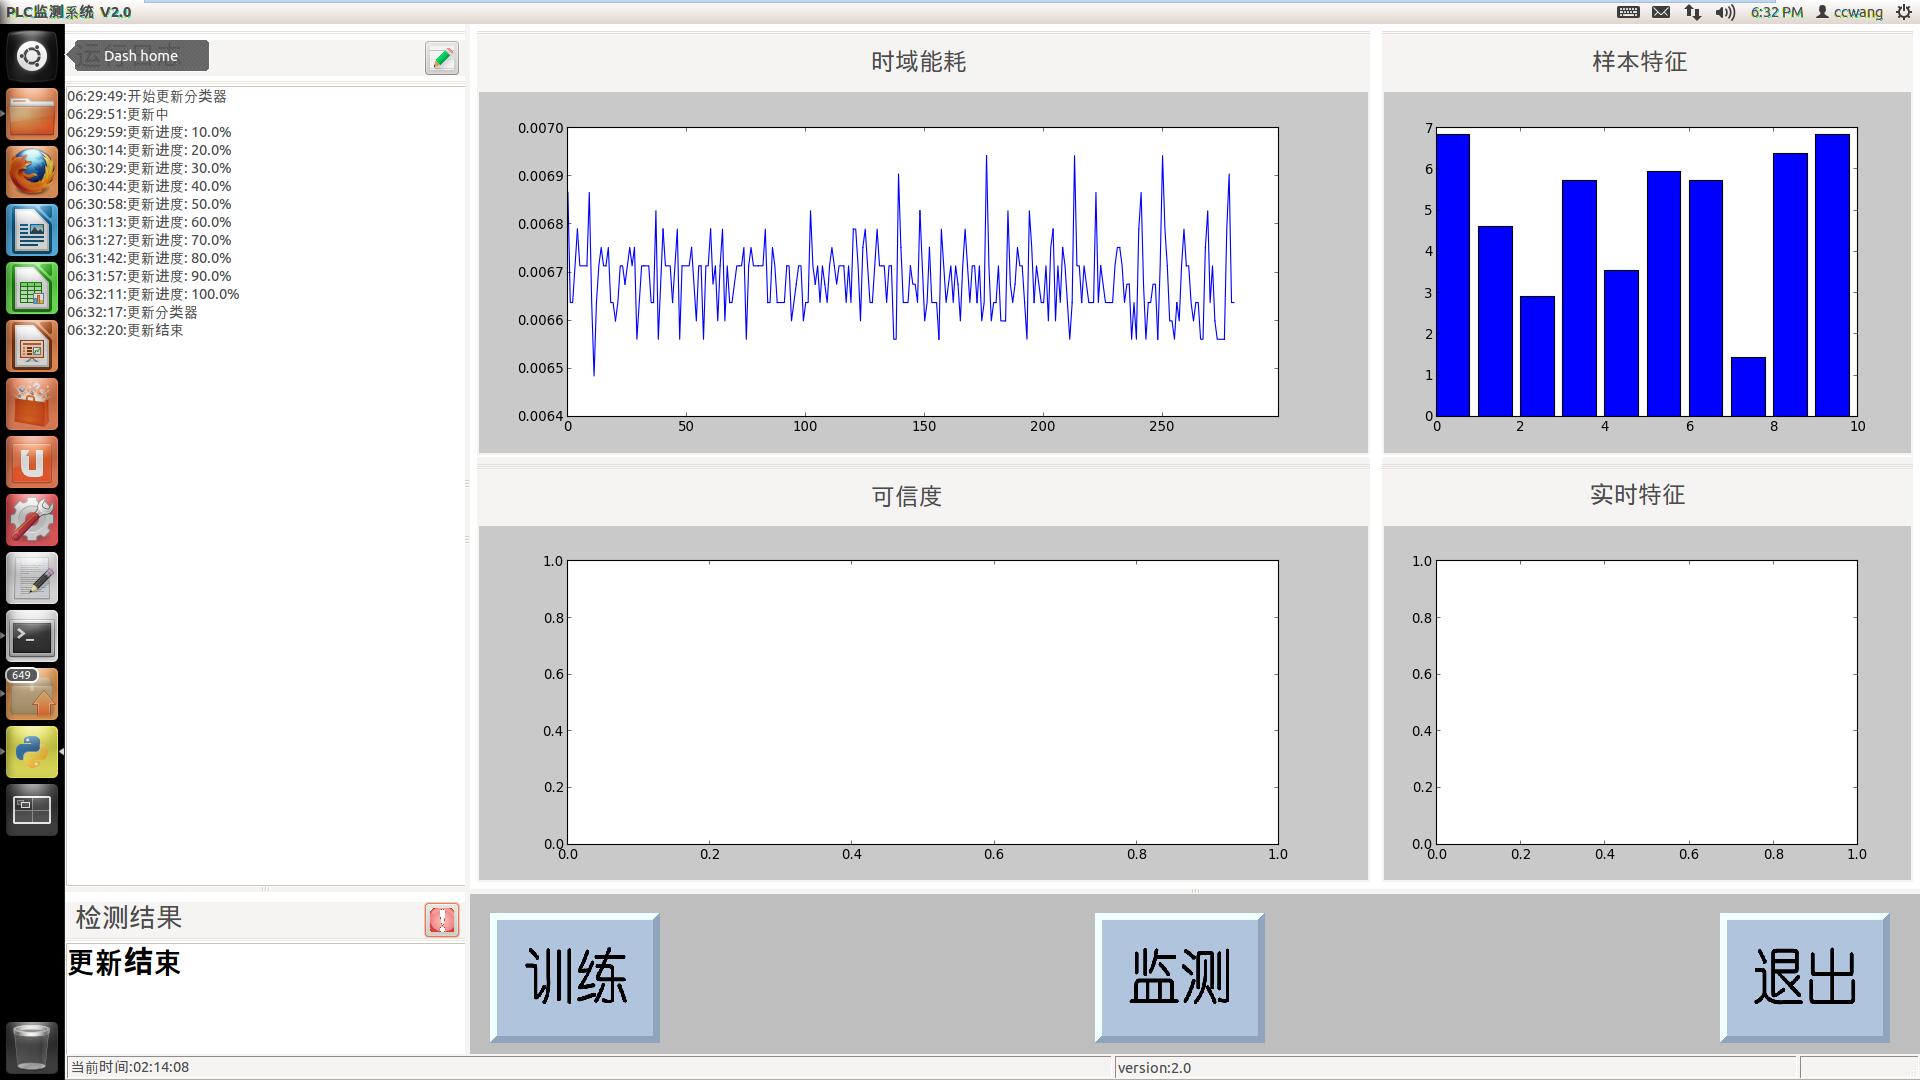 PLC监测系统 V2.0
6:32 PM
ccwang
Dash home
06:29:49:开始更新分类器
06:29:51:更新中
06:29:59:更新进度: 10.0%
06:30:14:更新进度: 20.0%
06:30:29:更新进度: 30.0%
06:30:44:更新进度: 40.0%
06:30:58:更新进度: 50.0%
06:31:13:更新进度: 60.0%
06:31:27:更新进度: 70.0%
06:31:42:更新进度: 80.0%
06:31:57:更新进度: 90.0%
06:32:11:更新进度: 100.0%
06:32:17:更新分类器
06:32:20:更新结束
649
检测结果
更新结束
时域能耗
0.0070
0.0069
0.0068
0.0067
0.0066
0.0065
0.0064
0 50 100 150 200 250
样本特征
7
6
5
4
3
2
1
0
0 2 4 6 8 10
可信度
1.0
0.8
0.6
0.4
0.2
0.0
0.0 0.2 0.4 0.6 0.8 1.0
实时特征
1.0
0.8
0.6
0.4
0.2
0.0
0.0 0.2 0.4 0.6 0.8 1.0
训练
监测
退出
当前时间:02:14:08
version:2.0